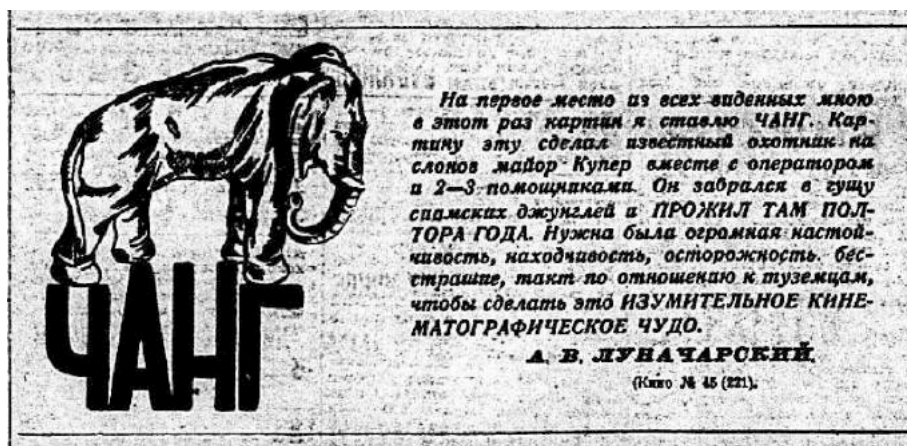 ЧАНГ
На первое место из всех виденных мною
в этот раз картин я ставлю ЧАНГ. Кар-
тину эту сделал известный охотник на
слонов майор Купер вместе с оператором
и 2—3 помощниками. Он забрался в гущу
сиамских джунглей и ПРОЖИЛ ТАМ ПОЛ-
ТОРА ГОДА. Нужна была огромная настой-
чивость, находчивость, осторожность. бес-
страшие, такт по отношению к туземцам,
чтобы сделать это ИЗУМИТЕЛЬНОЕ КИНЕ-
МАТОГРАФИЧЕСКОЕ ЧУДО.
А. В. ЛУНАЧАРСКИЙ.
(Кино № 45 (221).